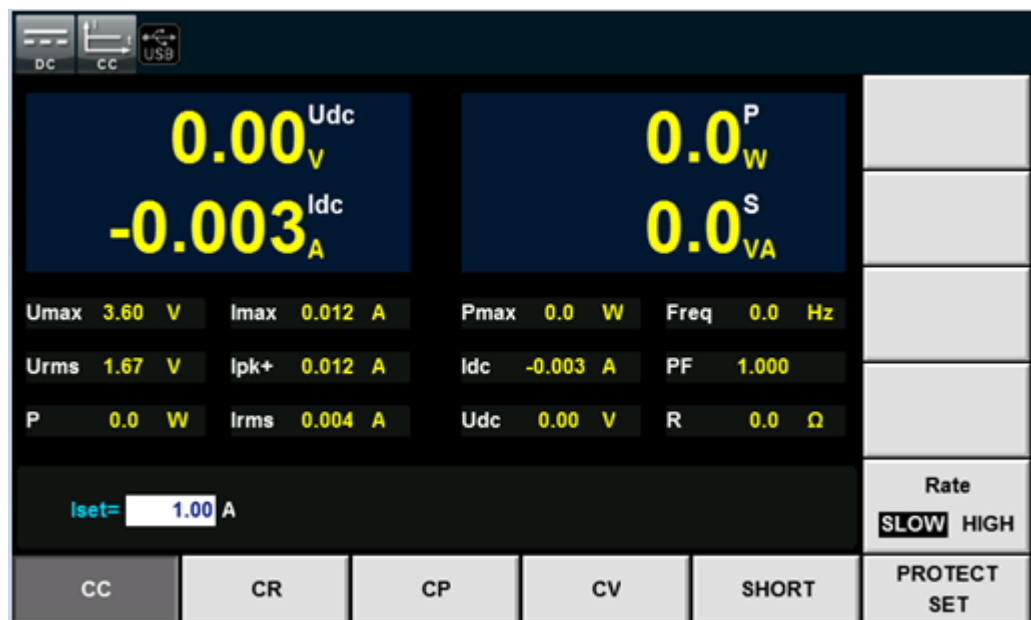 DC CC USB
I t
0.00 Udc V
-0.003 Idc A
0.0 P W
0.0 S VA
Umax 3.60 V Imax 0.012 A Pmax 0.0 W Freq 0.0 Hz
Urms 1.67 V Ipk+ 0.012 A Idc -0.003 A PF 1.000
P 0.0 W Irms 0.004 A Udc 0.00 V R 0.0 Ω
Iset= 1.00 A
Rate
SLOW HIGH
CC CR CP CV SHORT
PROTECT
SET